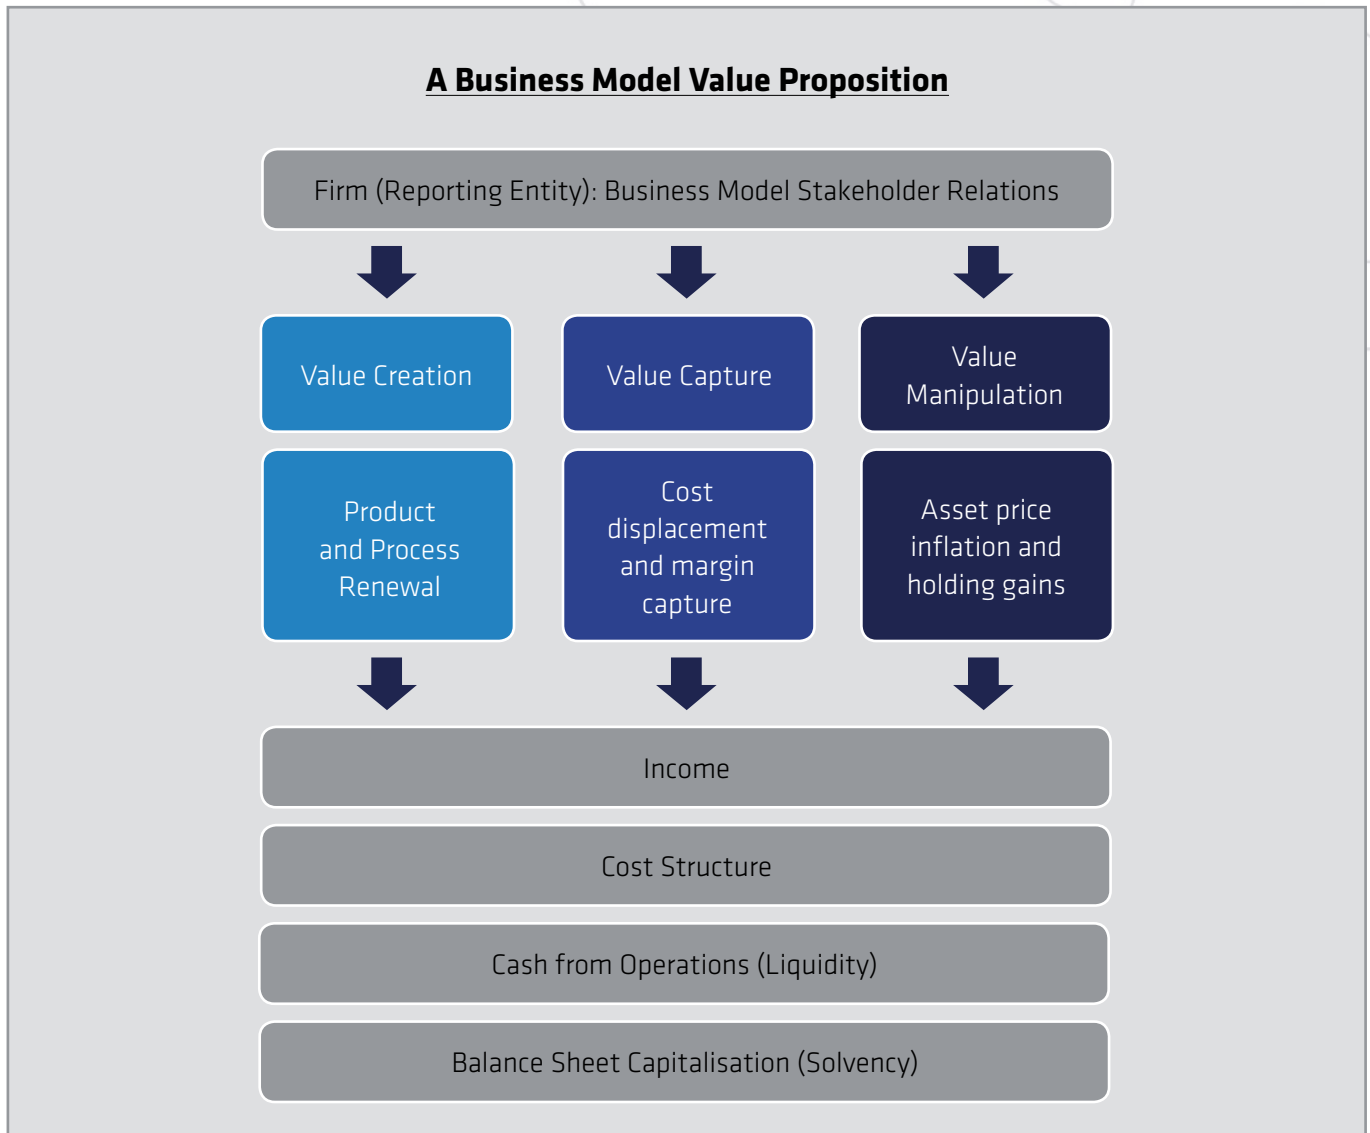 A Business Model Value Proposition
Firm (Reporting Entity): Business Model Stakeholder Relations
Value Creation
Value Capture
Value
Manipulation
Product
and Process
Renewal
Cost
displacement
and margin
capture
Asset price
inflation and
holding gains
Income
Cost Structure
Cash from Operations (Liquidity)
Balance Sheet Capitalisation (Solvency)